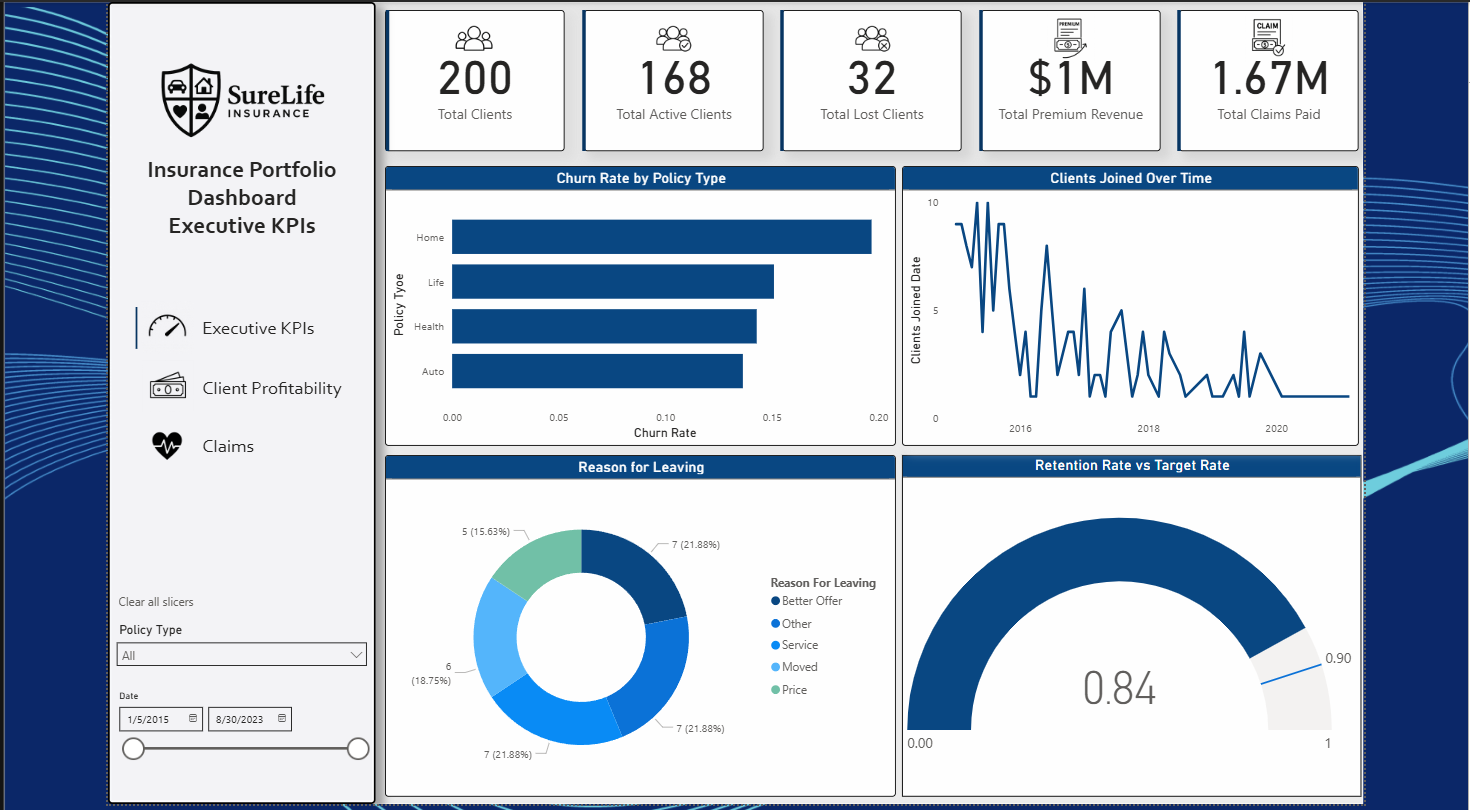 SureLife
INSURANCE
Insurance Portfolio
Dashboard
Executive KPIs
Executive KPIs
Client Profitability
Claims
Clear all slicers
Policy Type
All
Date
1/5/2015
8/30/2023
200
Total Clients
168
Total Active Clients
32
Total Lost Clients
PREMIUM
$
$1M
Total Premium Revenue
CLAIM
$
1.67M
Total Claims Paid
Churn Rate by Policy Type
Policy Tyoe
Home
Life
Health
Auto
0.00
0.05
0.10
0.15
0.20
Churn Rate
Clients Joined Over Time
Clients Joined Date
10
5
0
2016
2018
2020
Reason for Leaving
5 (15.63%)
7 (21.88%)
6
(18.75%)
7 (21.88%)
7 (21.88%)
Reason For Leaving
Better Offer
Other
Service
Moved
Price
Retention Rate vs Target Rate
0.90
0.84
0.00
1